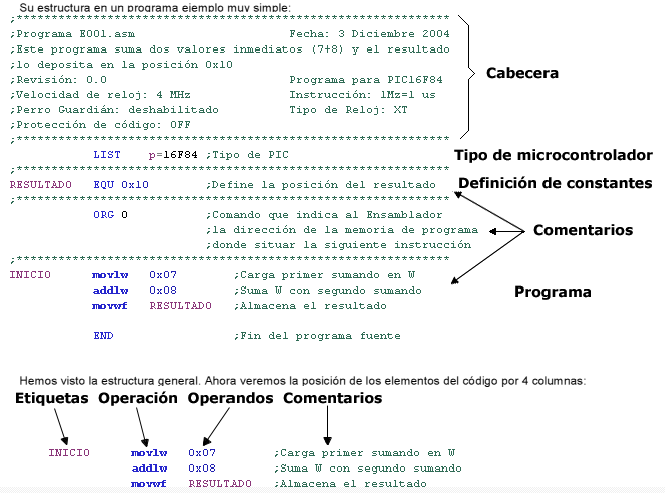 Su estructura en un programa ejemplo muy simple:
;****************************************************************
;Programa E001.asm Fecha: 3 Diciembre 2004
;Este programa suma dos valores inmediatos (7+8) y el resultado
;lo deposita en la posición 0x10
;Revisión: 0.0 Programa para PIC16F84
;Velocidad de reloj: 4 MHz Instrucción: 1Mz=1 us
;Perro Guardián: deshabilitado Tipo de Reloj: XT
;Protección de código: OFF
Cabecera
;****************************************************************
LIST p=16F84 ;Tipo de PIC
Tipo de microcontrolador
;****************************************************************
RESULTADO EQU 0x10 ;Define la posición del resultado
Definición de constantes
;****************************************************************
ORG 0 ;Comando que indica al Ensamblador
;la dirección de la memoria de programa
;donde situar la siguiente instrucción
Comentarios
;****************************************************************
INICIO movlw 0x07 ;Carga primer sumando en W
addlw 0x08 ;Suma W con segundo sumando
movwf RESULTADO ;Almacena el resultado
Programa
END ;Fin del programa fuente
Hemos visto la estructura general. Ahora veremos la posición de los elementos del código por 4 columnas:
Etiquetas Operación Operandos Comentarios
INICIO movlw 0x07 ;Carga primer sumando en W
addlw 0x08 ;Suma W con segundo sumando
movwf RESULTADO ;Almacena el resultado